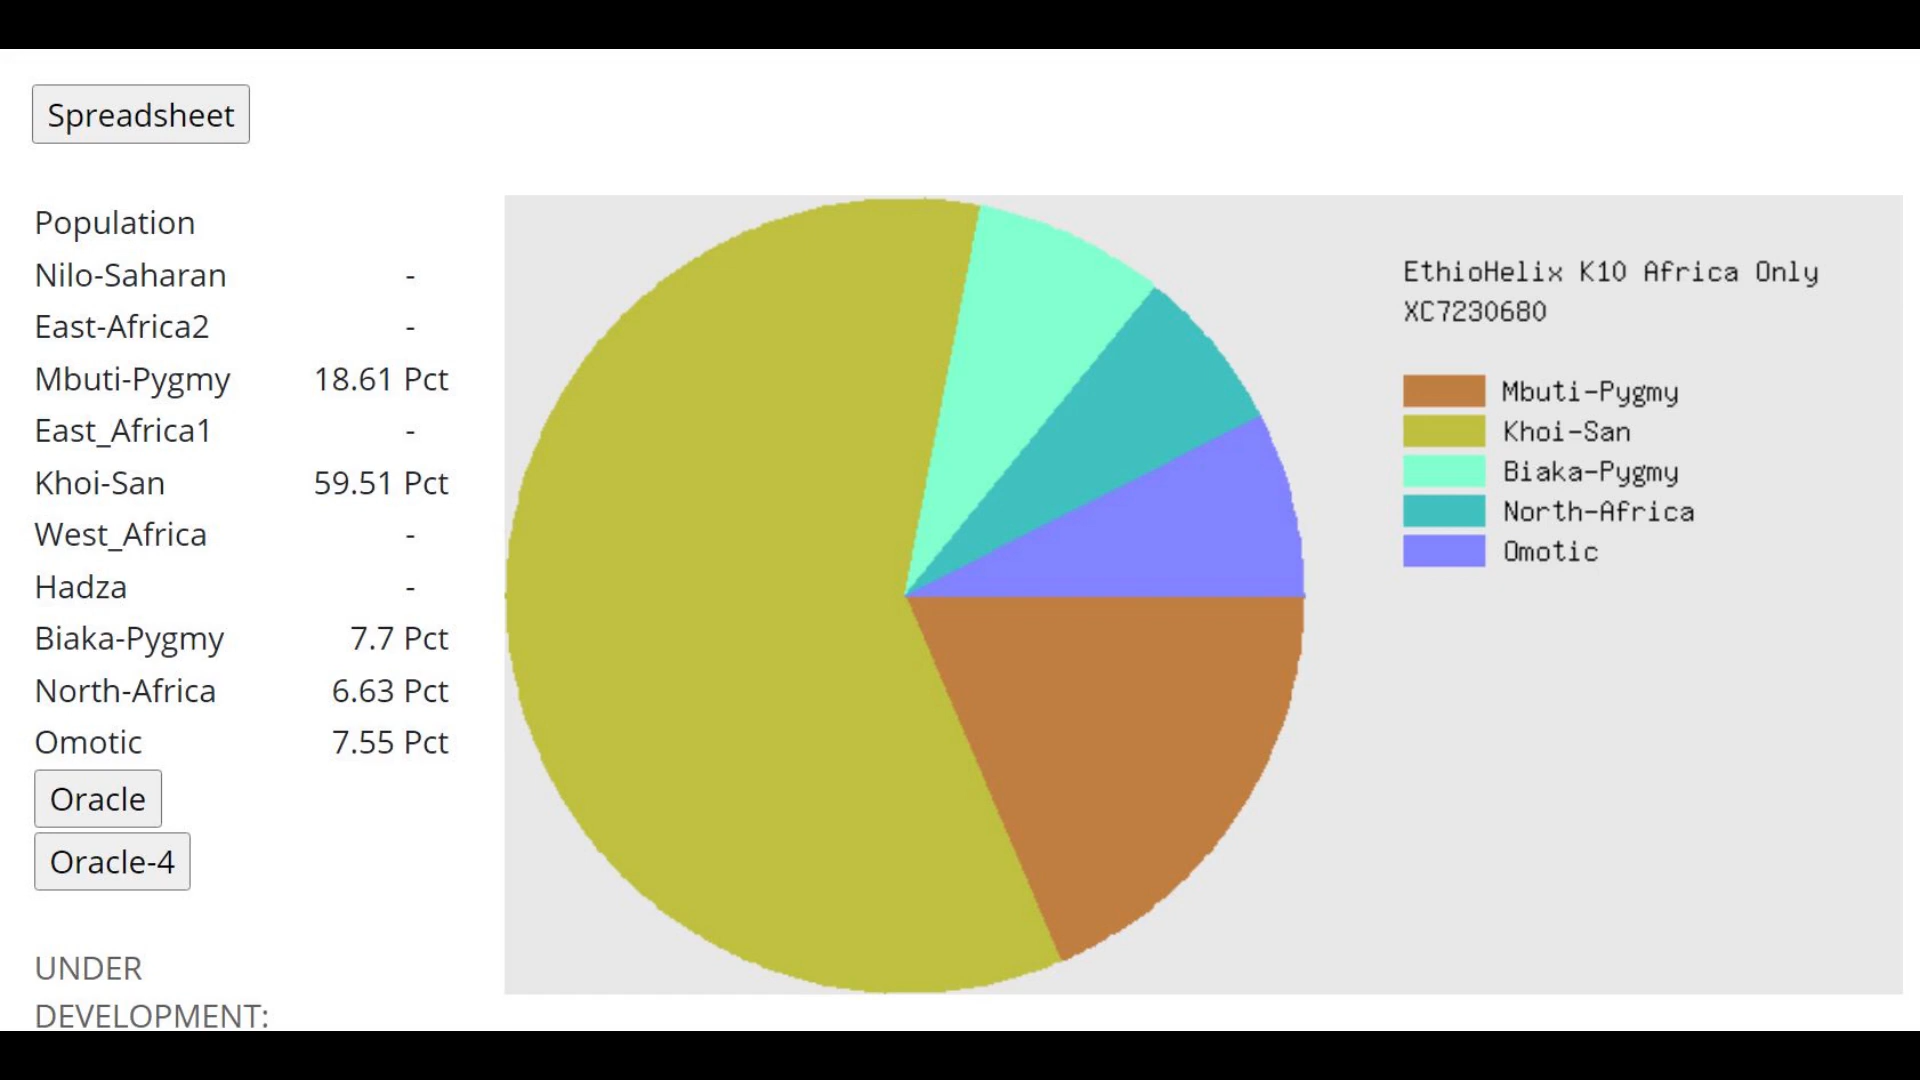 Spreadsheet
Population
Nilo-Saharan -
East-Africa2 -
Mbuti-Pygmy 18.61 Pct
East_Africa1 -
Khoi-San 59.51 Pct
West_Africa -
Hadza -
Biaka-Pygmy 7.7 Pct
North-Africa 6.63 Pct
Omotic 7.55 Pct
Oracle
Oracle-4
UNDER
DEVELOPMENT:
EthioHelix K10 Africa Only
XC7230680
Mbuti-Pygmy
Khoi-San
Biaka-Pygmy
North-Africa
Omotic